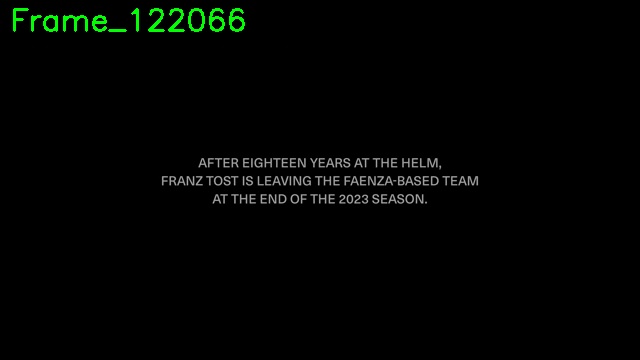 Frame_122066
AFTER EIGHTEEN YEARS AT THE HELM,
FRANZ TOST IS LEAVING THE FAENZA-BASED TEAM
AT THE END OF THE 2023 SEASON.